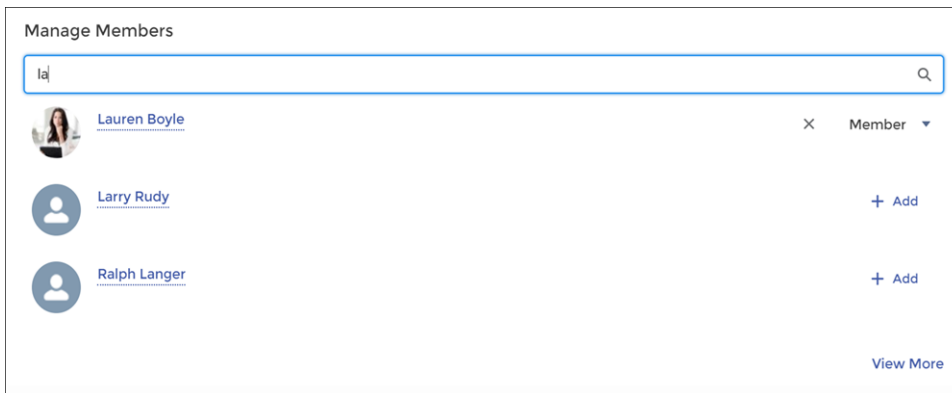 Manage Members
la
Lauren Boyle
Member
Larry Rudy
+ Add
Ralph Langer
+ Add
View More